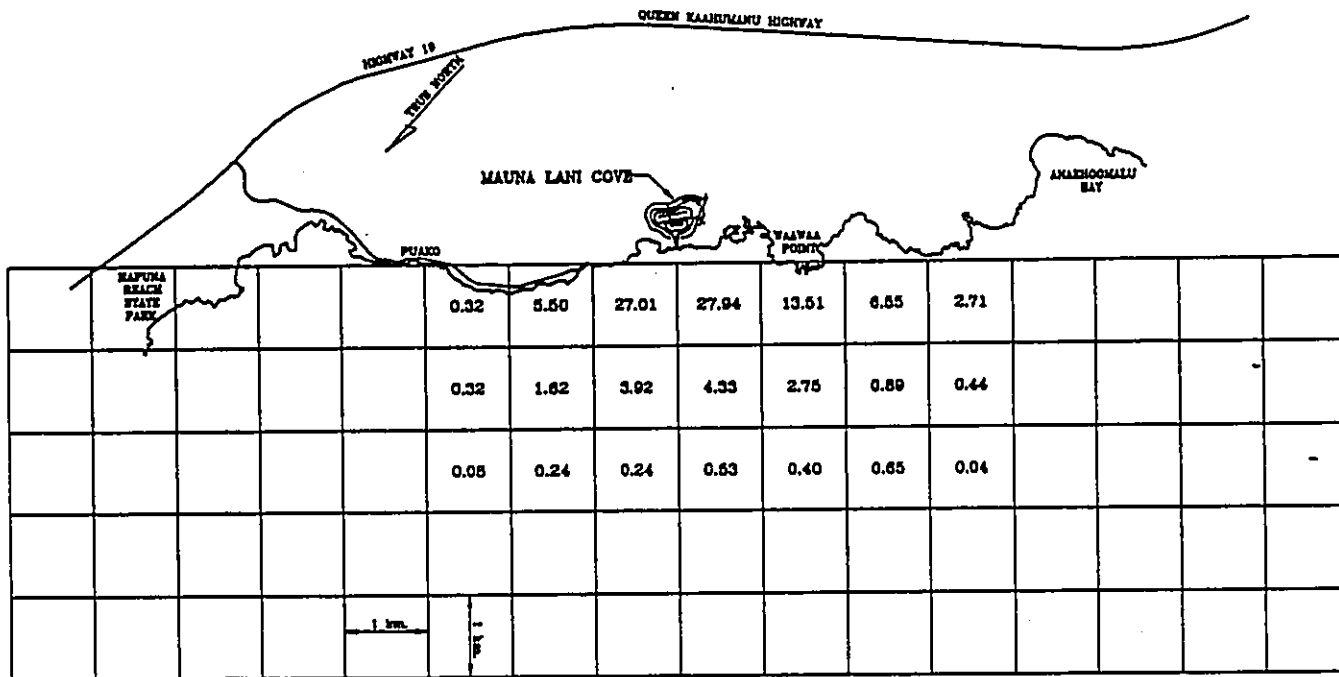 QUEEN KAAHUMANU HIGHWAY
HIGHWAY 19
TRUE NORTH
MAUNA LANI COVE
ANAEHOOMALU
BAY
PUAKO
WAAWAA
POINT
HAPUNA
BEACH
STATE
PARK
0.32 5.50 27.01 27.94 13.51 6.55 2.71
0.32 1.62 3.92 4.33 2.75 0.89 0.44
0.05 0.24 0.24 0.53 0.40 0.65 0.04
1 km.
1 km.